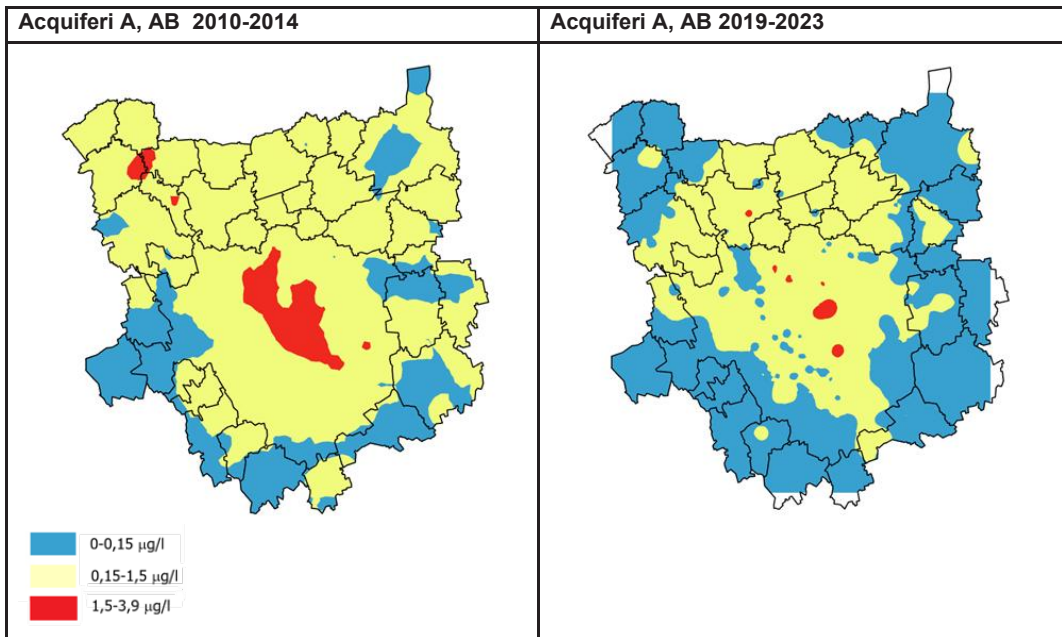 Acquiferi A, AB 2010-2014
Acquiferi A, AB 2019-2023
0-0,15 µg/l
0,15-1,5 µg/l
1,5-3,9 µg/l